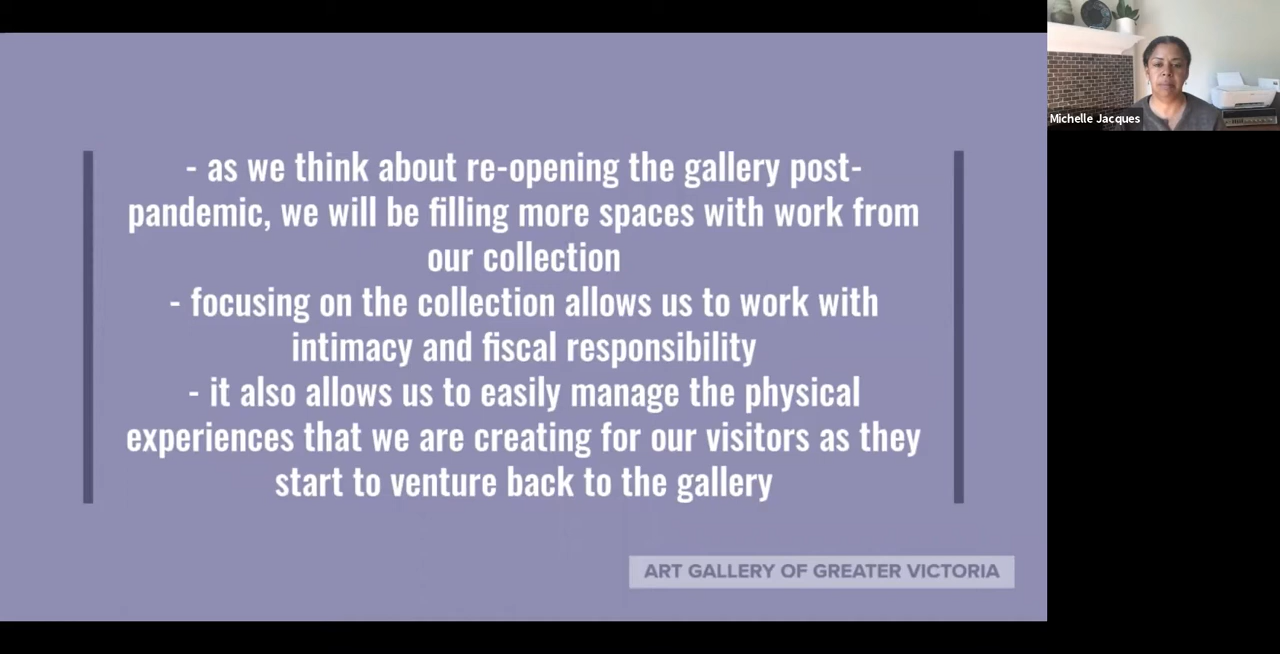 - as we think about re-opening the gallery post-
pandemic, we will be filling more spaces with work from
our collection
- focusing on the collection allows us to work with
intimacy and fiscal responsibility
- it also allows us to easily manage the physical
experiences that we are creating for our visitors as they
start to venture back to the gallery
ART GALLERY OF GREATER VICTORIA
Michelle Jacques